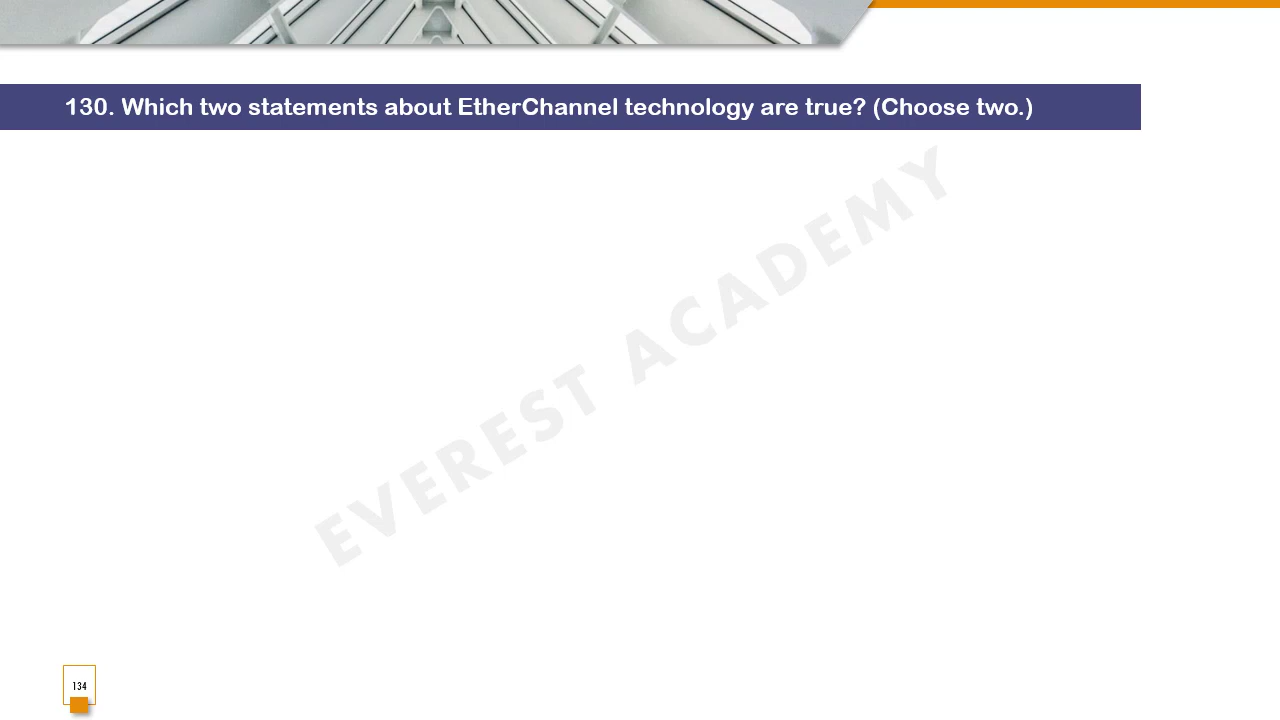 130. Which two statements about EtherChannel technology are true? (Choose two.)
EVEREST ACADEMY
134